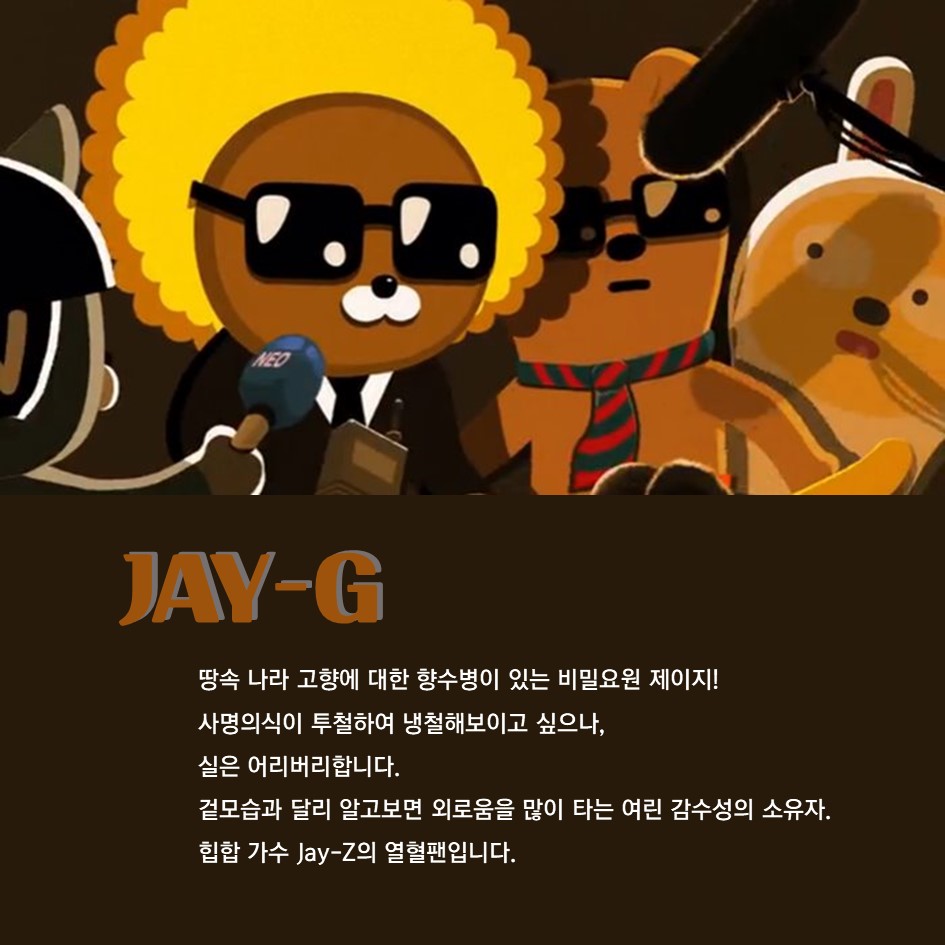 NEO
JAY-G
땅속 나라 고향에 대한 향수병이 있는 비밀요원 제이지!
사명의식이 투철하여 냉철해보이고 싶으나,
실은 어리버리합니다.
겉모습과 달리 알고보면 외로움을 많이 타는 여린 감수성의 소유자.
힙합 가수 Jay-Z의 열혈팬입니다.